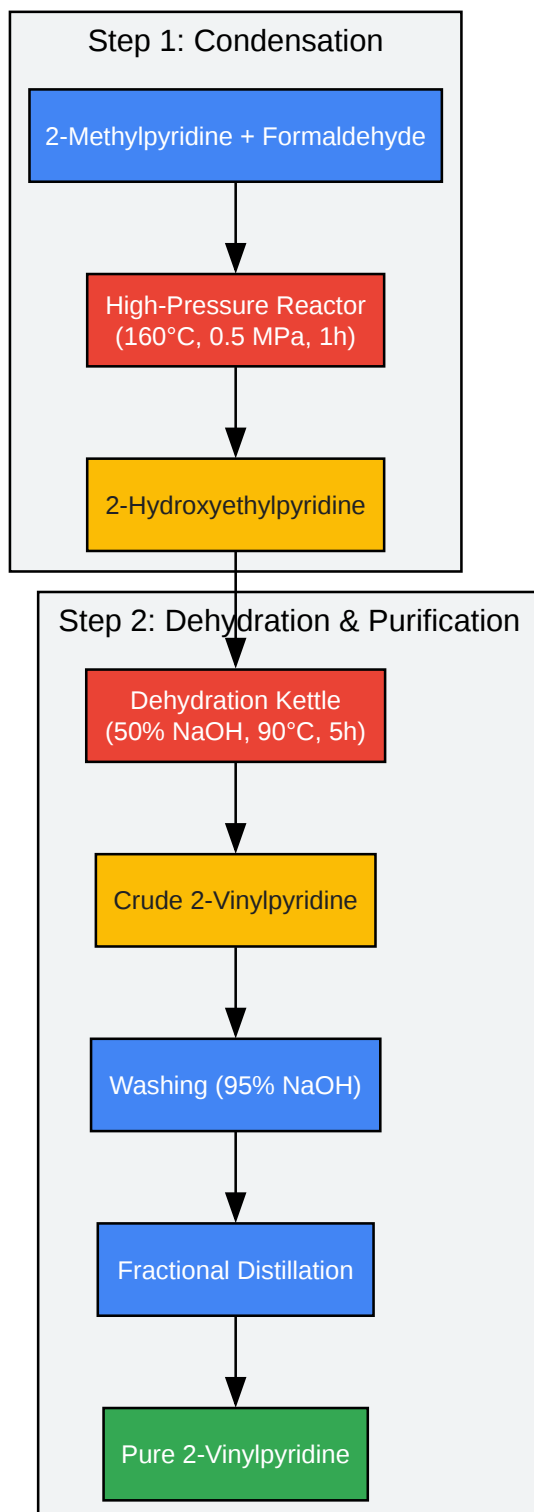 Step 1: Condensation
2-Methylpyridine + Formaldehyde
High-Pressure Reactor
(160°C, 0.5 MPa, 1h)
2-Hydroxyethylpyridine
Step 2: Dehydration & Purification
Dehydration Kettle
(50% NaOH, 90°C, 5h)
Crude 2-Vinylpyridine
Washing (95% NaOH)
Fractional Distillation
Pure 2-Vinylpyridine